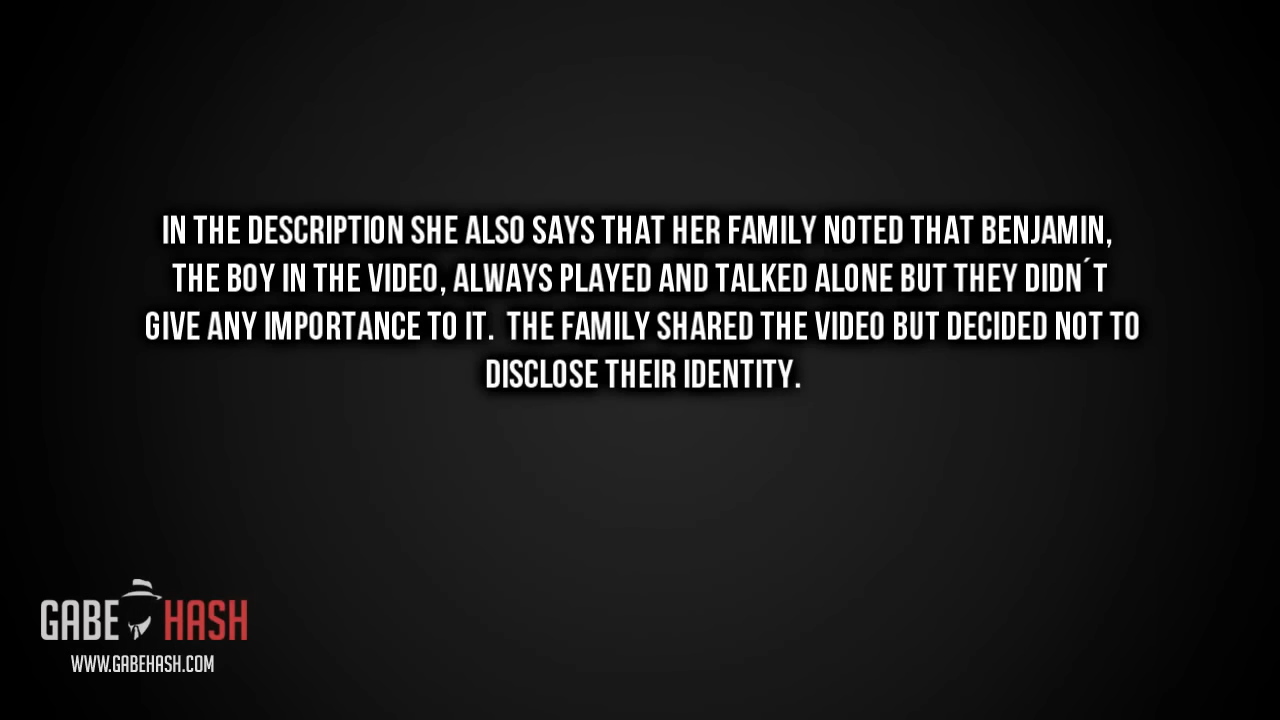 IN THE DESCRIPTION SHE ALSO SAYS THAT HER FAMILY NOTED THAT BENJAMIN,
THE BOY IN THE VIDEO, ALWAYS PLAYED AND TALKED ALONE BUT THEY DIDN´T
GIVE ANY IMPORTANCE TO IT. THE FAMILY SHARED THE VIDEO BUT DECIDED NOT TO
DISCLOSE THEIR IDENTITY.
GABE HASH
WWW.GABEHASH.COM